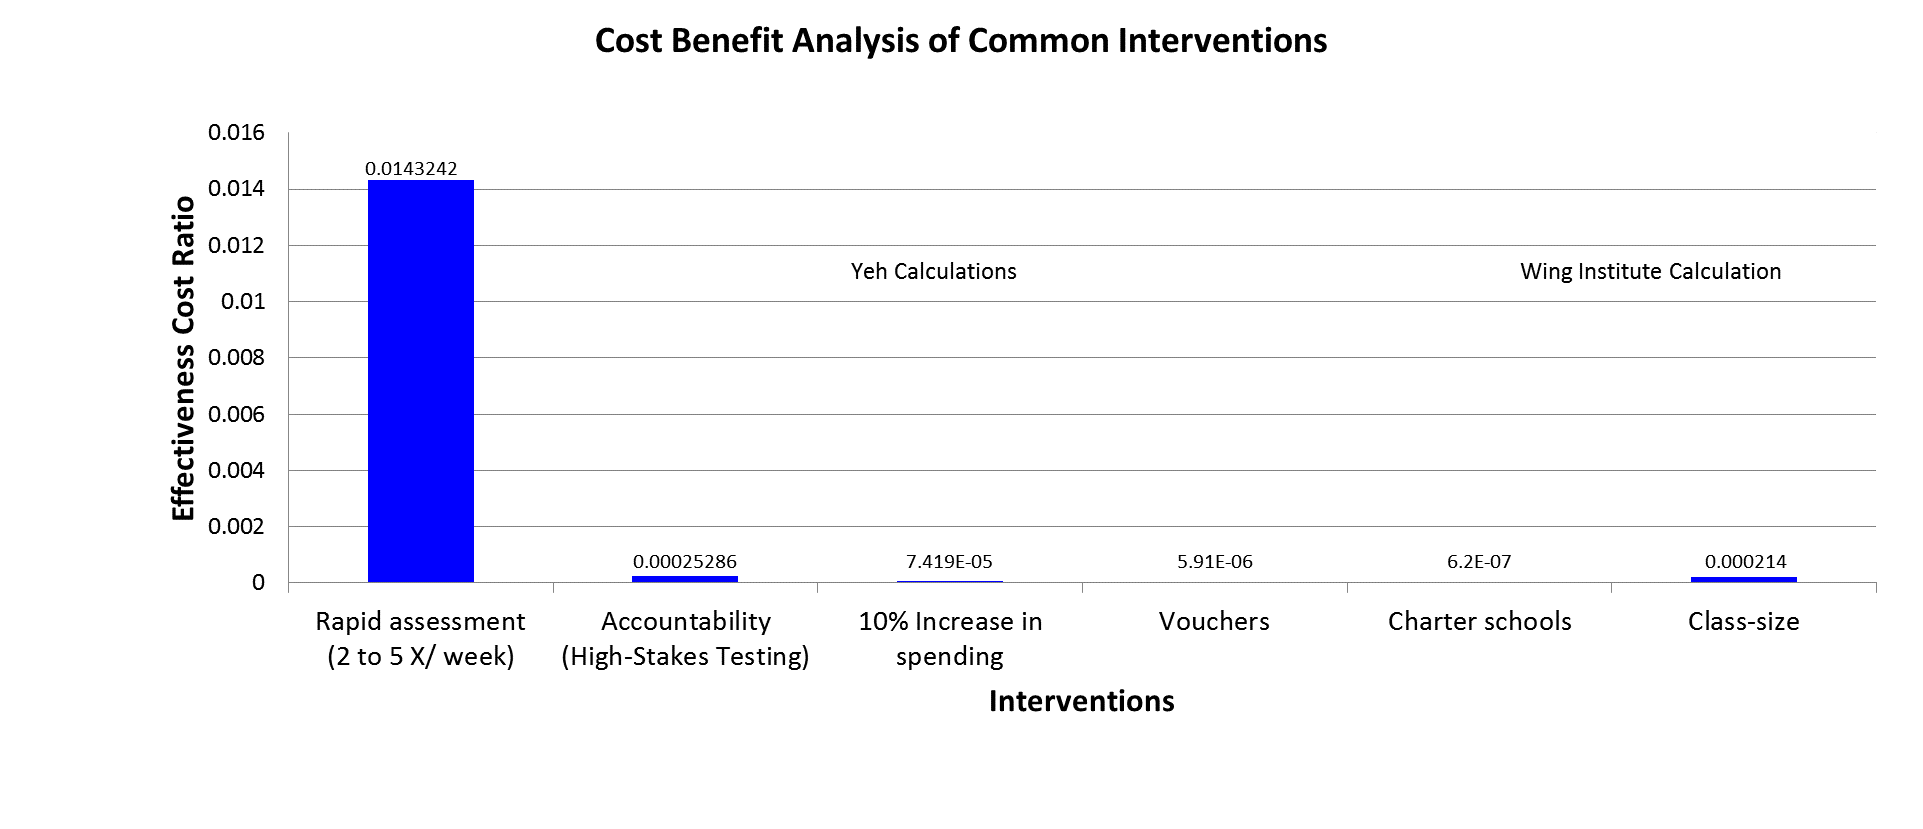 Cost Benefit Analysis of Common Interventions
Effectiveness Cost Ratio
0.016
0.014
0.012
0.01
0.008
0.006
0.004
0.002
0
0.0143242
0.00025286
7.419E-05
5.91E-06
6.2E-07
0.000214
Yeh Calculations
Wing Institute Calculation
Rapid assessment
(2 to 5 X/ week)
Accountability
(High-Stakes Testing)
10% Increase in
spending
Vouchers
Charter schools
Class-size
Interventions